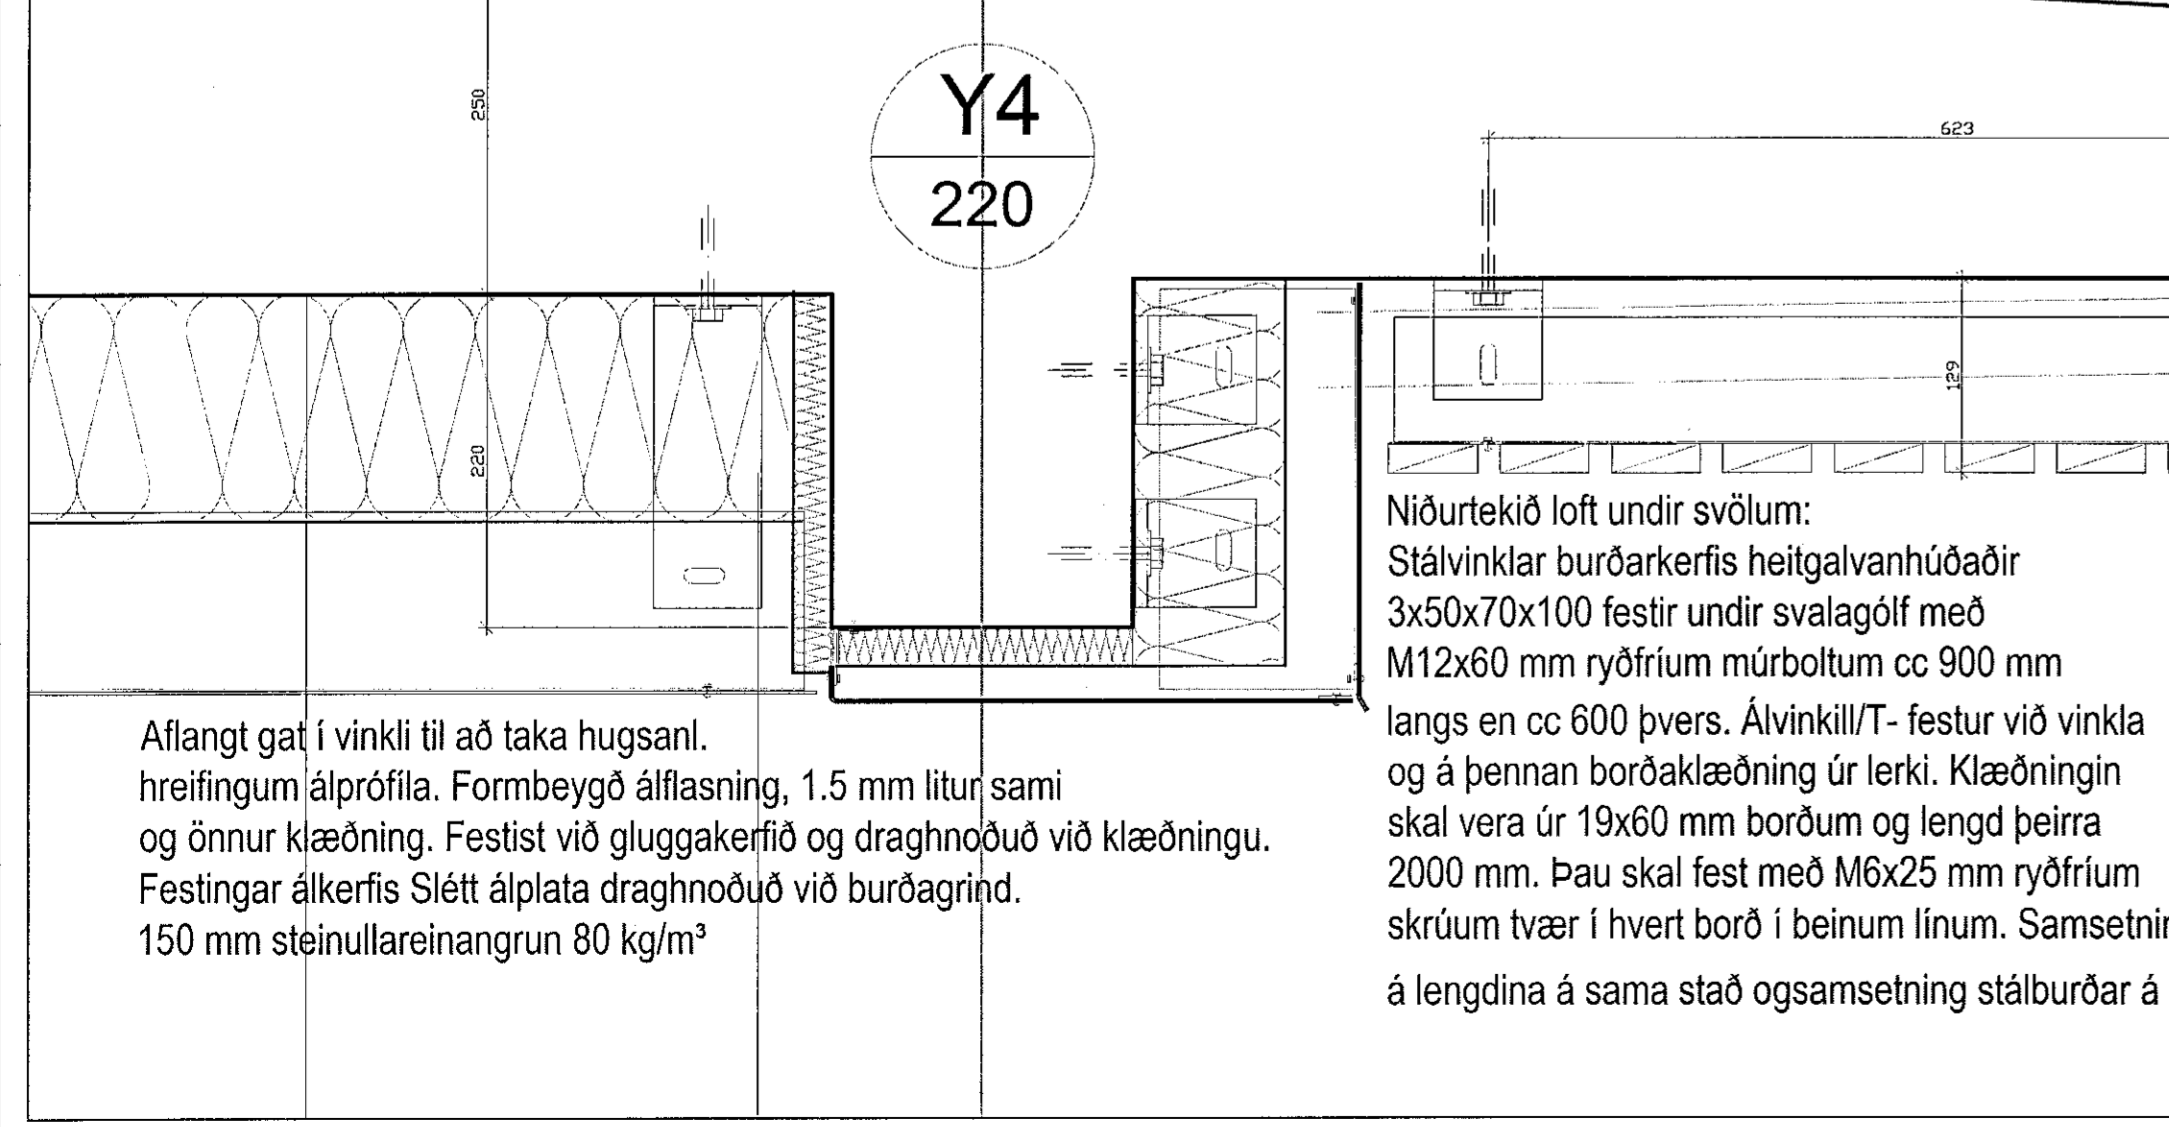 250
Y4
220
623
220
129
Niðurtekið loft undir svölum:
Stálvinklar burðarkerfis heitgalvanhúðaðir
3x50x70x100 festir undir svalagólf með
M12x60 mm ryðfríum múrboltum cc 900 mm
langs en cc 600 þvers. Álvinkill/T- festur við vinkla
og á þennan borðaklæðning úr lerki. Klæðningin
skal vera úr 19x60 mm borðum og lengd þeirra
2000 mm. Þau skal fest með M6x25 mm ryðfríum
skrúum tvær í hvert borð í beinum línum. Samsetnin
á lengdina á sama stað ogsamsetning stálburðar á
Aflangt gat í vinkli til að taka hugsanl.
hreifingum álprófíla. Formbeygð álflasning, 1.5 mm litur sami
og önnur klæðning. Festist við gluggakerfið og draghnoðuð við klæðningu.
Festingar álkerfis Slétt álplata draghnoðuð við burðagrind.
150 mm steinullareinangrun 80 kg/m³